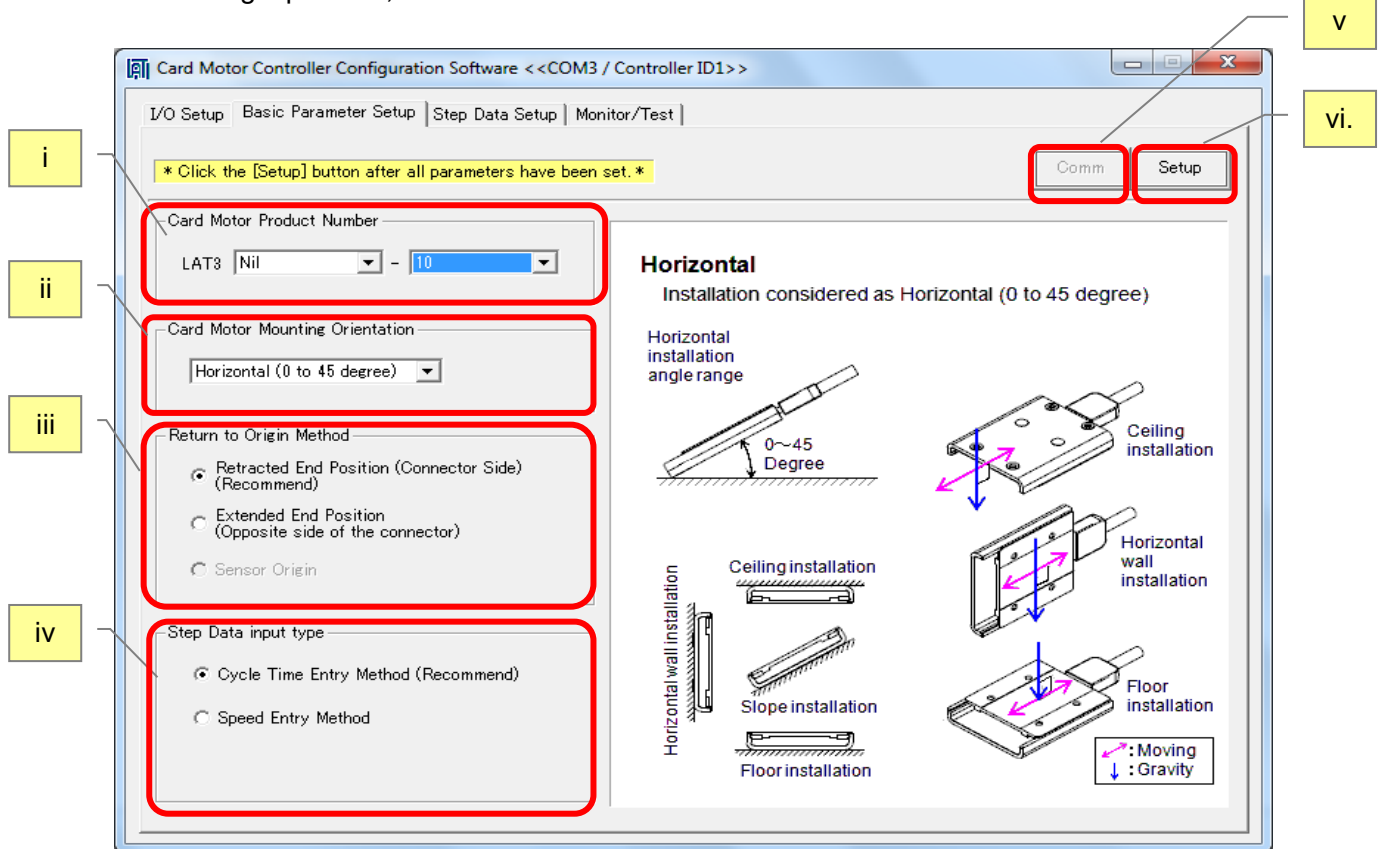 v
Card Motor Controller Configuration Software <<COM3 / Controller ID1>>
I/O Setup Basic Parameter Setup Step Data Setup Monitor/Test
vi.
i
* Click the [Setup] button after all parameters have been set. *
Comm
Setup
Card Motor Product Number
LAT3 Nil - 10
ii
Card Motor Mounting Orientation
Horizontal (0 to 45 degree)
iii
Return to Origin Method
Retracted End Position (Connector Side)
(Recommend)
Extended End Position
(Opposite side of the connector)
Sensor Origin
iv
Step Data input type
Cycle Time Entry Method (Recommend)
Speed Entry Method
Horizontal
Installation considered as Horizontal (0 to 45 degree)
Horizontal
installation
angle range
0~45
Degree
Ceiling
installation
Horizontal
wall
installation
Ceiling installation
Horizontal wall installation
Slope installation
Floor installation
Floor
installation
: Moving
: Gravity